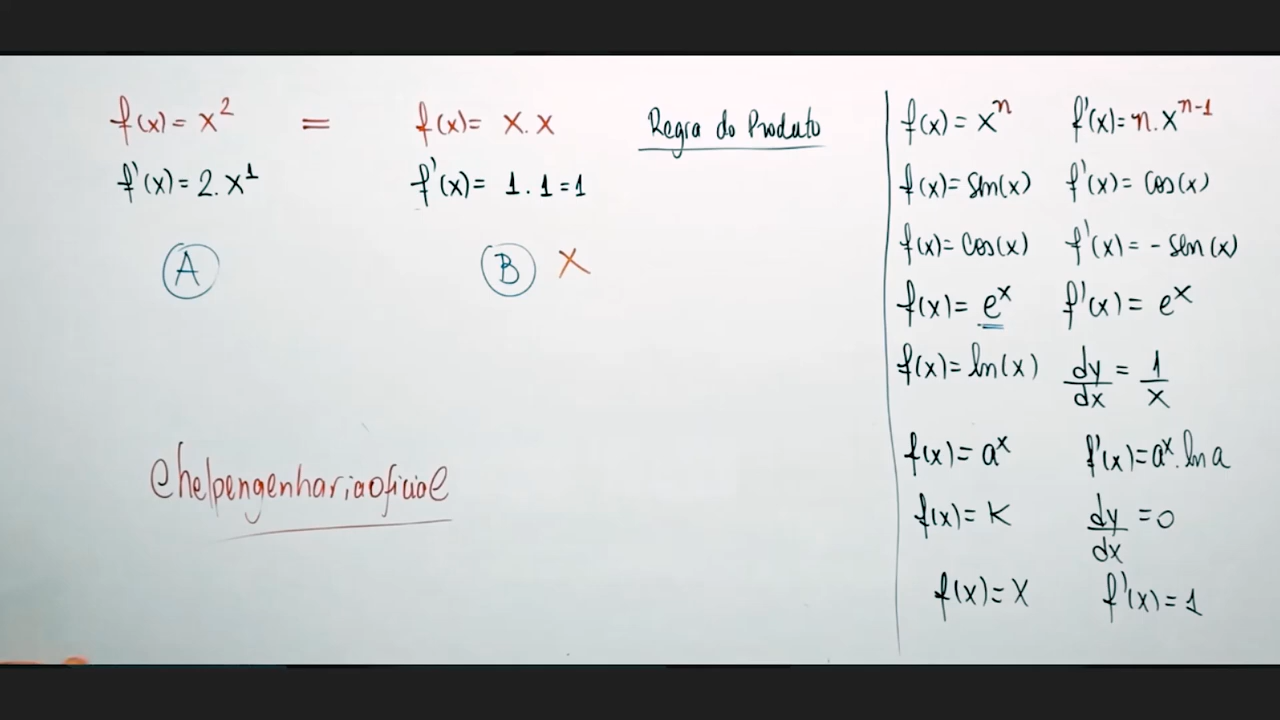 f(x) = x² = f(x) = x . x Regra do Produto
f'(x) = 2 . x¹ f'(x) = 1 . 1 = 1
A B X
@helpengenhariaoficial
f(x) = xⁿ f'(x) = n . xⁿ⁻¹
f(x) = sen(x) f'(x) = cos(x)
f(x) = cos(x) f'(x) = - sen(x)
f(x) = eˣ f'(x) = eˣ
f(x) = ln(x) dy/dx = 1/x
f(x) = aˣ f'(x) = aˣ . ln a
f(x) = K dy/dx = 0
f(x) = x f'(x) = 1